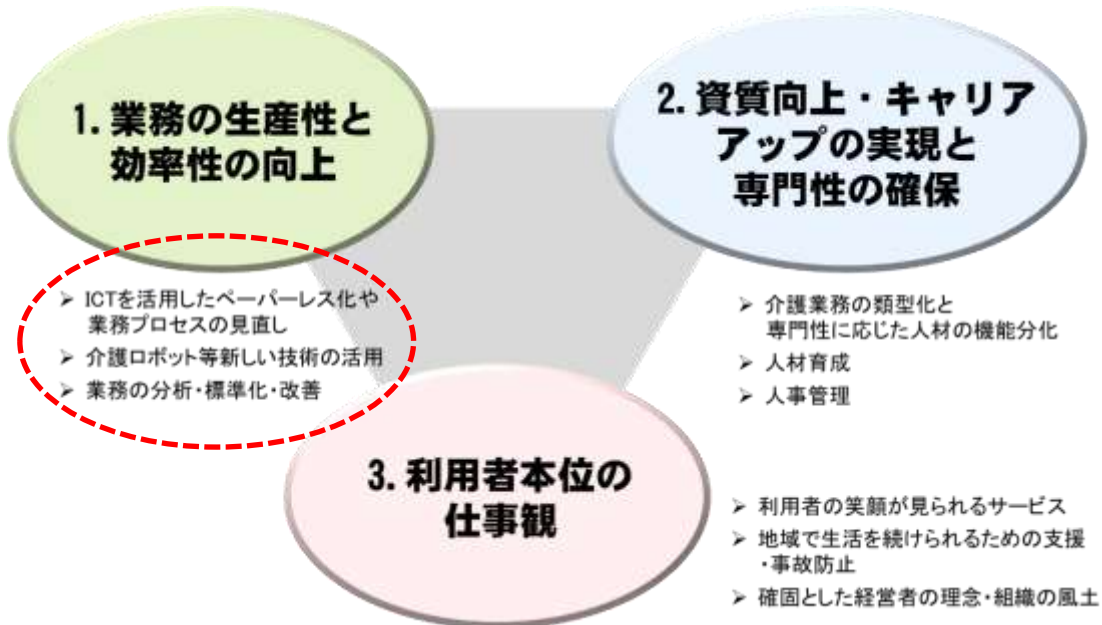 1. 業務の生産性と
効率性の向上
➢ ICTを活用したペーパーレス化や
業務プロセスの見直し
➢ 介護ロボット等新しい技術の活用
➢ 業務の分析・標準化・改善
2. 資質向上・キャリア
アップの実現と
専門性の確保
➢ 介護業務の類型化と
専門性に応じた人材の機能分化
➢ 人材育成
➢ 人事管理
3. 利用者本位の
仕事観
➢ 利用者の笑顔が見られるサービス
➢ 地域で生活を続けられるための支援
・事故防止
➢ 確固とした経営者の理念・組織の風土